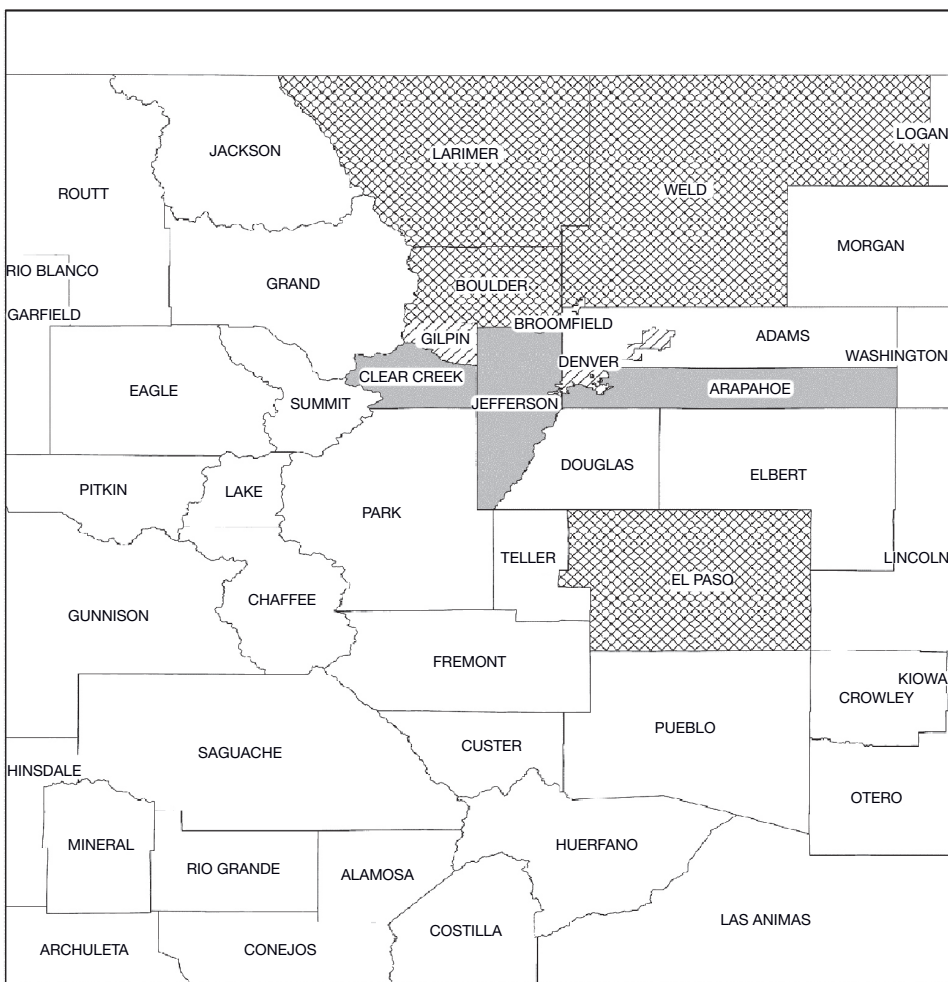 LOGAN
JACKSON
LARIMER
ROUTT
WELD
MORGAN
RIO BLANCO
GRAND
BOULDER
GARFIELD
BROOMFIELD
GILPIN
ADAMS
WASHINGTON
DENVER
CLEAR CREEK
EAGLE
ARAPAHOE
SUMMIT
JEFFERSON
DOUGLAS
ELBERT
PITKIN
LAKE
PARK
TELLER
LINCOLN
EL PASO
CHAFFEE
GUNNISON
FREMONT
KIOWA
CROWLEY
PUEBLO
CUSTER
SAGUACHE
HINSDALE
OTERO
MINERAL
HUERFANO
RIO GRANDE
ALAMOSA
LAS ANIMAS
COSTILLA
ARCHULETA
CONEJOS